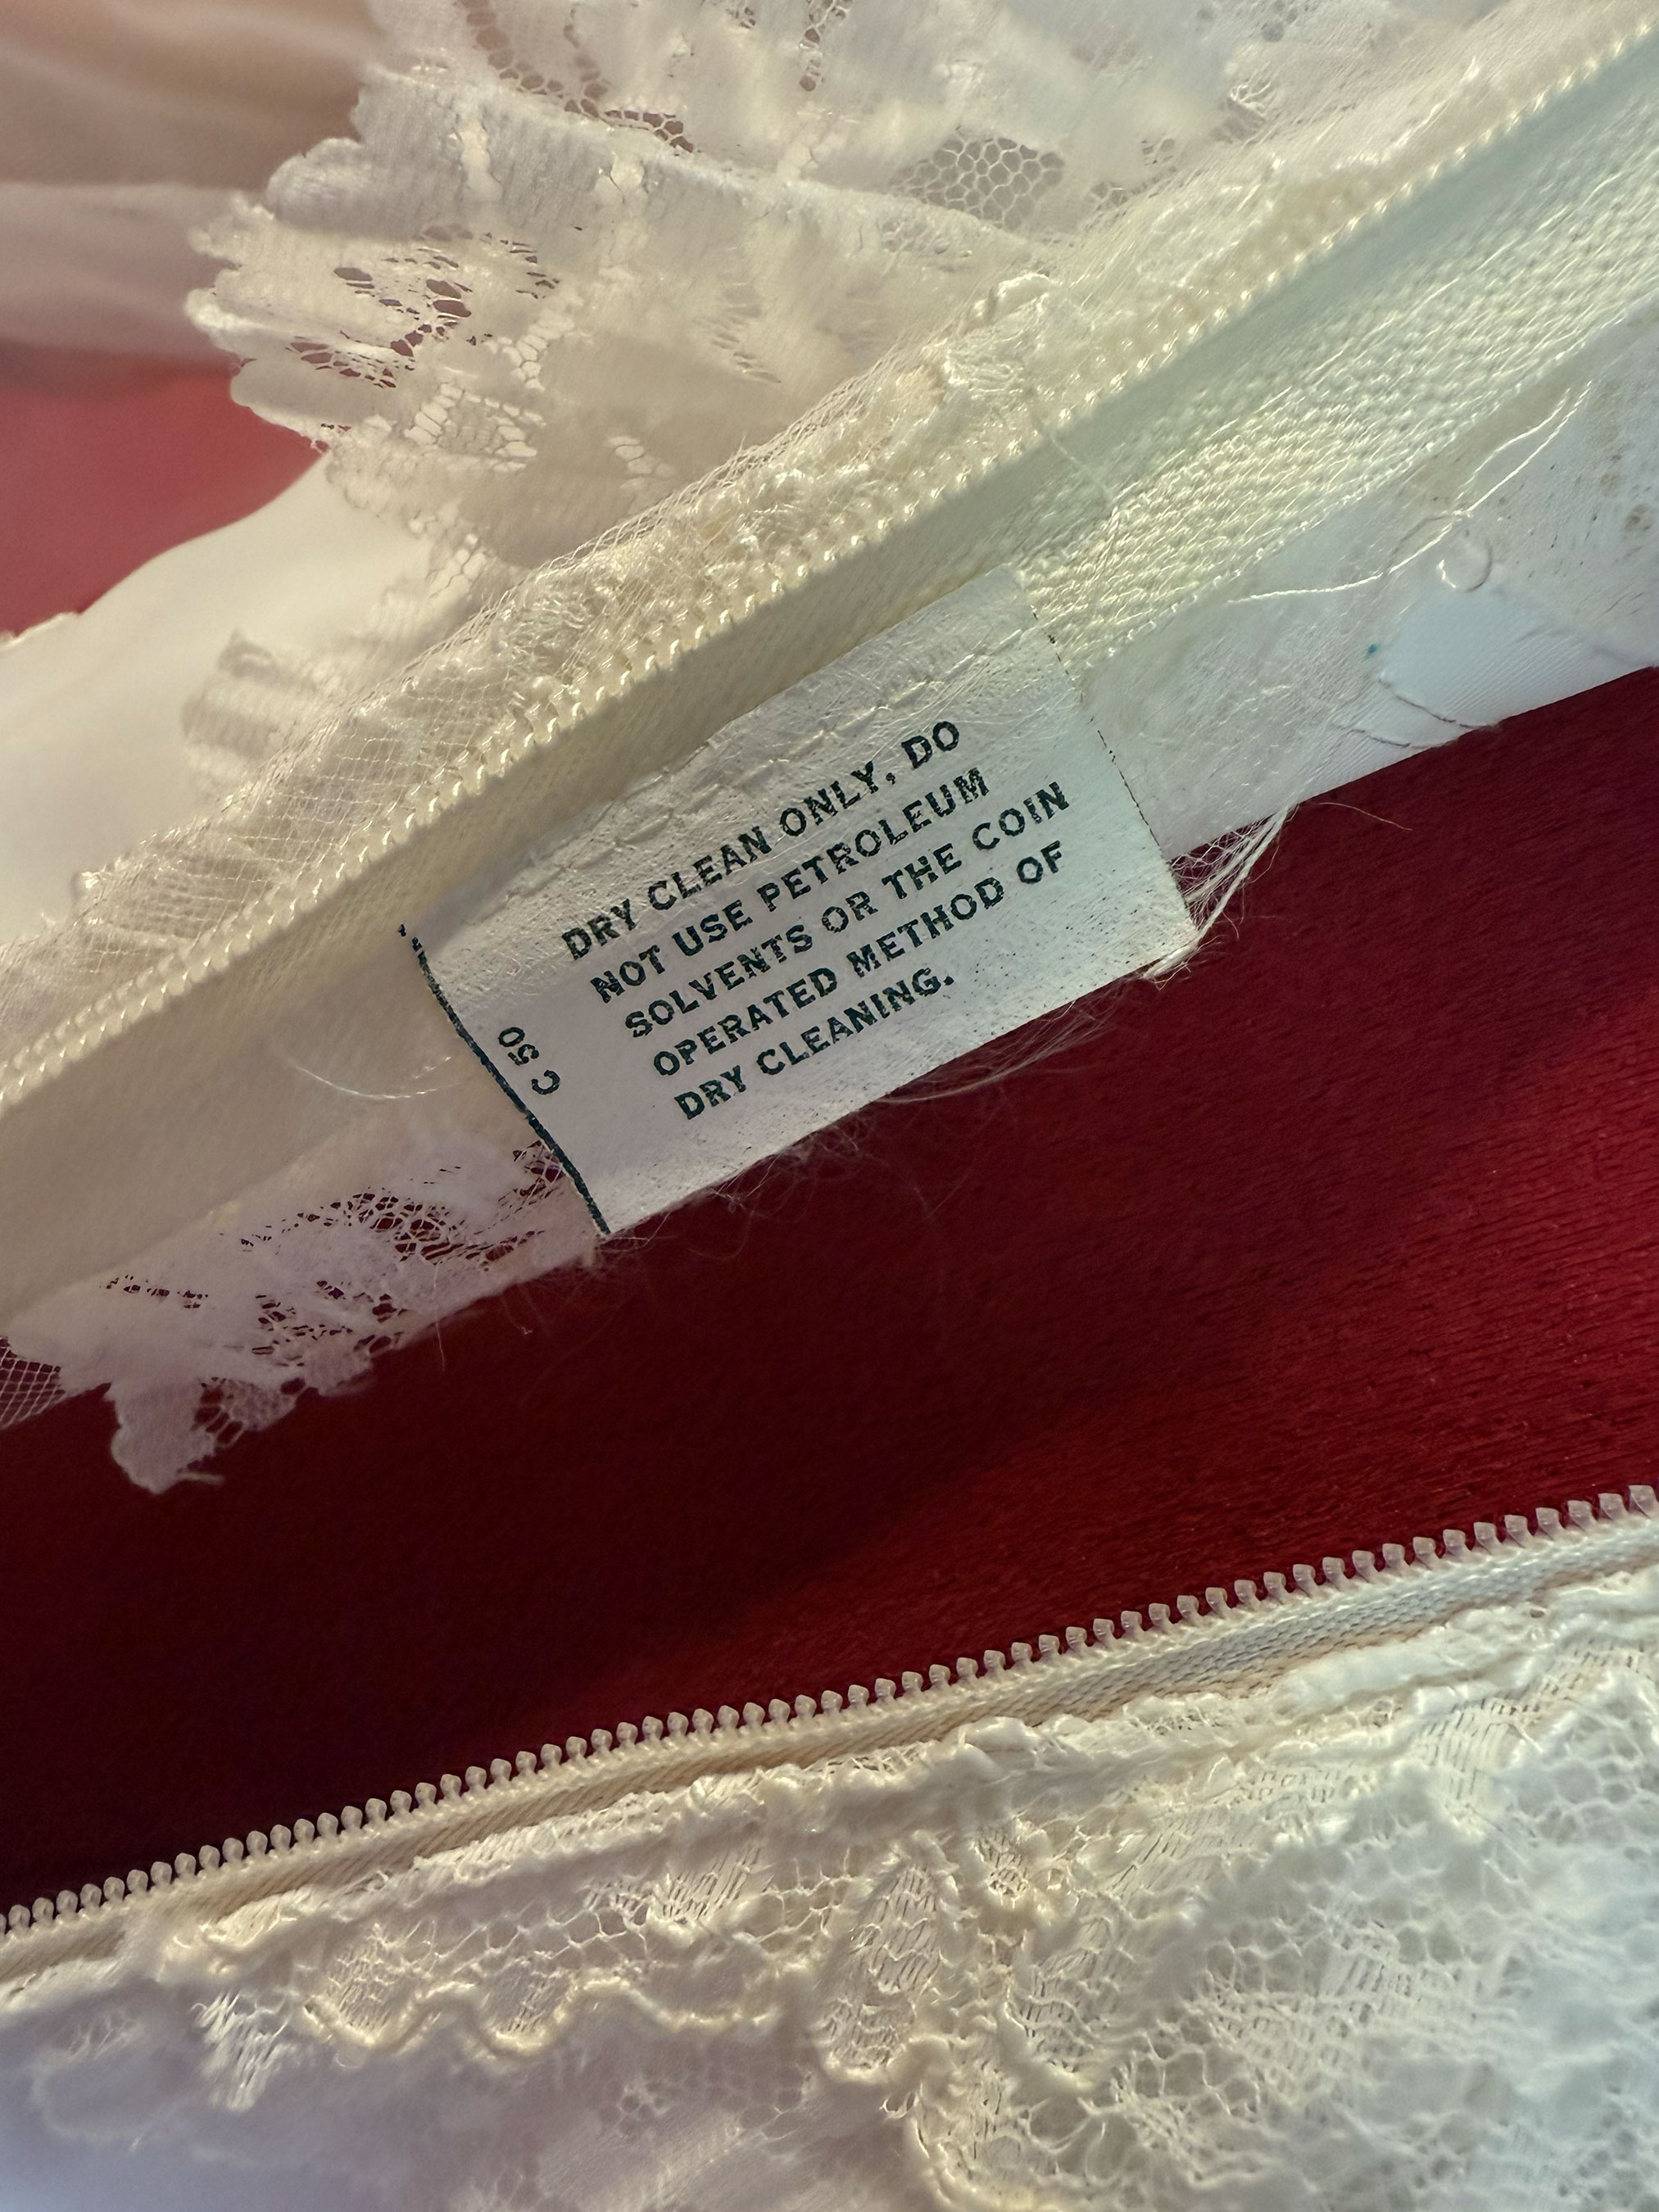 DRY CLEAN ONLY. DO
NOT USE PETROLEUM
SOLVENTS OR THE COIN
OPERATED METHOD OF
DRY CLEANING.
C 50